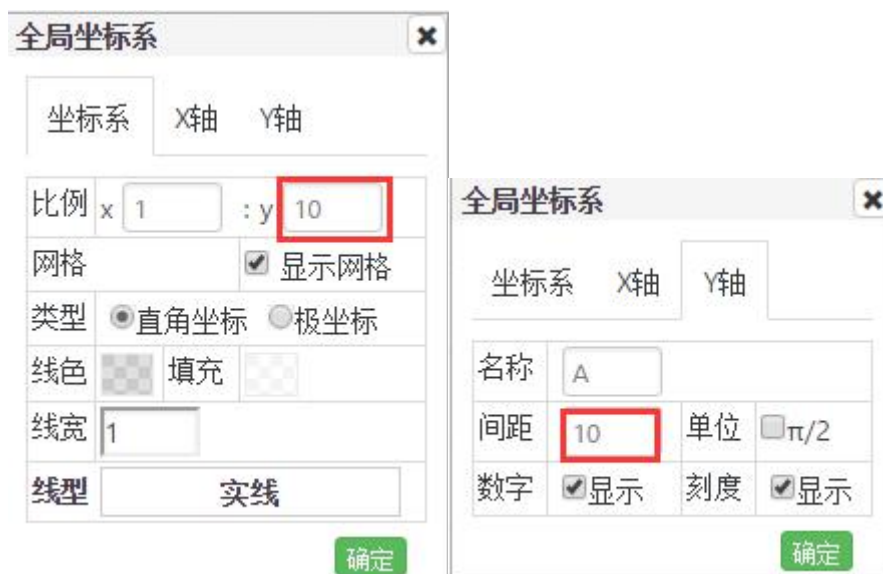 全局坐标系
坐标系 X轴 Y轴
比例 x 1 : y 10
网格 显示网格
类型 直角坐标 极坐标
线色 填充
线宽 1
线型 实线
确定
全局坐标系
坐标系 X轴 Y轴
名称 A
间距 10 单位 π/2
数字 显示 刻度 显示
确定